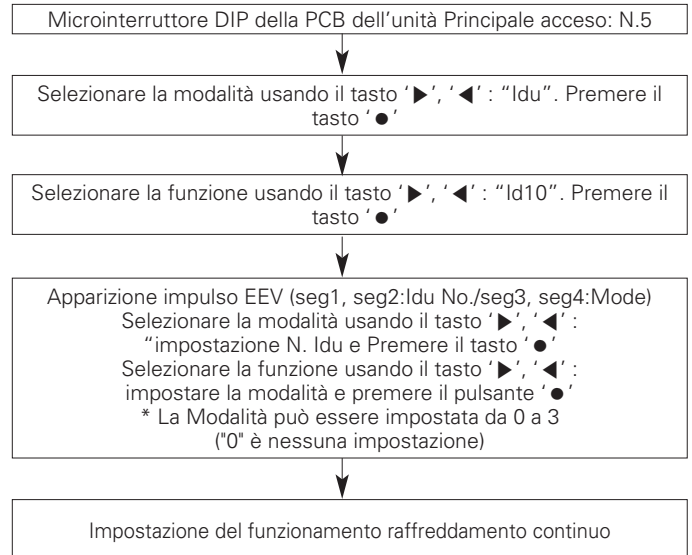 Microinterruttore DIP della PCB dell'unità Principale acceso: N.5
Selezionare la modalità usando il tasto ‘▶’, ‘◀’ : “Idu”. Premere il
tasto ‘●’
Selezionare la funzione usando il tasto ‘▶’, ‘◀’ : “Id10”. Premere il
tasto ‘●’
Apparizione impulso EEV (seg1, seg2:Idu No./seg3, seg4:Mode)
Selezionare la modalità usando il tasto ‘▶’, ‘◀’ :
“impostazione N. Idu e Premere il tasto ‘●’
Selezionare la funzione usando il tasto ‘▶’, ‘◀’ :
impostare la modalità e premere il pulsante ‘●’
* La Modalità può essere impostata da 0 a 3
("0" è nessuna impostazione)
Impostazione del funzionamento raffreddamento continuo